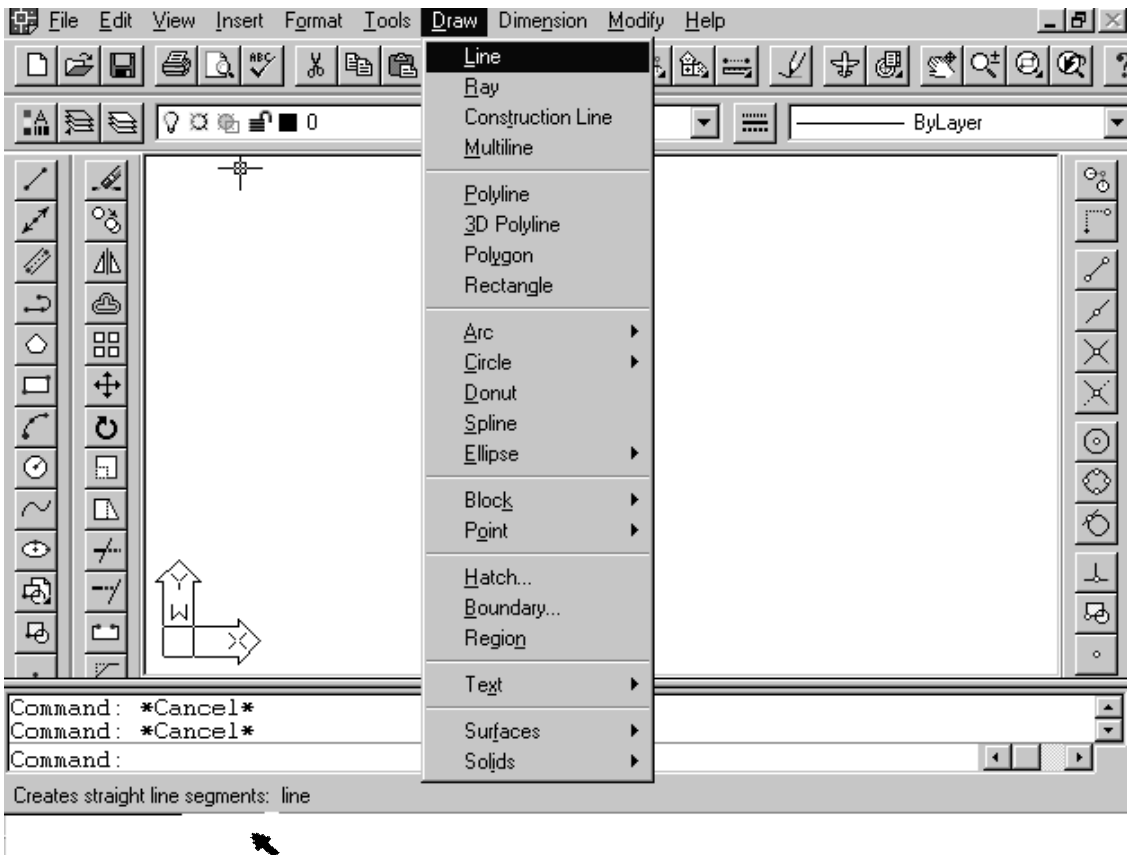 File Edit View Insert Format Tools Draw Dimension Modify Help
ABC
?
0
ByLayer
Line
Ray
Construction Line
Multiline
Polyline
3D Polyline
Polygon
Rectangle
Arc
Circle
Donut
Spline
Ellipse
Block
Point
Hatch...
Boundary...
Region
Text
Surfaces
Solids
A
Y
W
X
Command: *Cancel*
Command: *Cancel*
Command:
Creates straight line segments: line